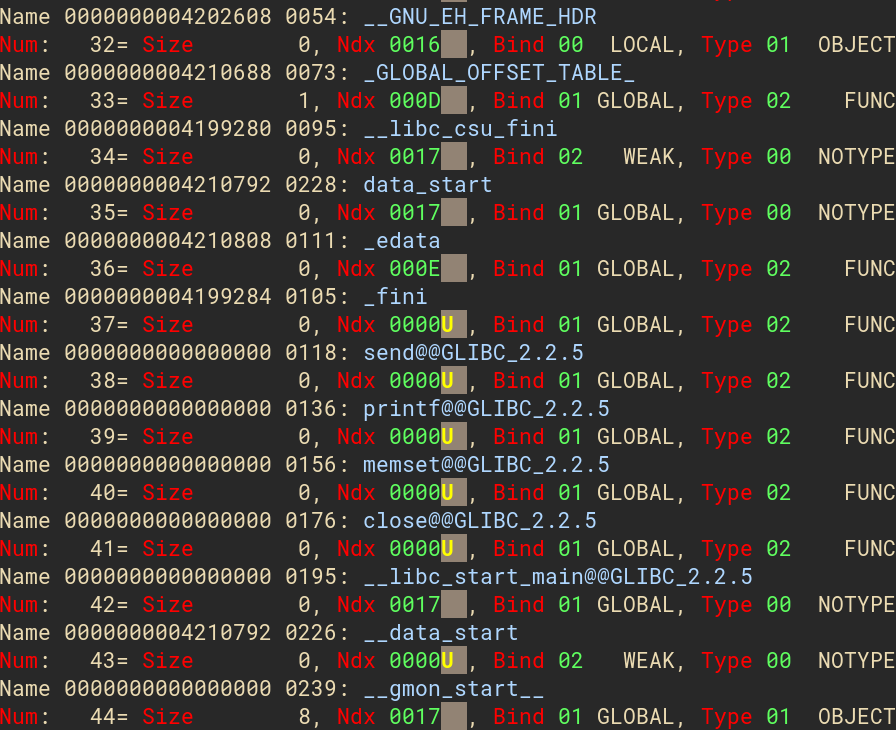 Name 0000000004202608 0054: __GNU_EH_FRAME_HDR
Num:   32= Size        0, Ndx 0016  , Bind 00  LOCAL, Type 01  OBJECT
Name 0000000004210688 0073: _GLOBAL_OFFSET_TABLE_
Num:   33= Size        1, Ndx 000D  , Bind 01 GLOBAL, Type 02    FUNC
Name 0000000004199280 0095: __libc_csu_fini
Num:   34= Size        0, Ndx 0017  , Bind 02   WEAK, Type 00  NOTYPE
Name 0000000004210792 0228: data_start
Num:   35= Size        0, Ndx 0017  , Bind 01 GLOBAL, Type 00  NOTYPE
Name 0000000004210808 0111: _edata
Num:   36= Size        0, Ndx 000E  , Bind 01 GLOBAL, Type 02    FUNC
Name 0000000004199284 0105: _fini
Num:   37= Size        0, Ndx 0000U , Bind 01 GLOBAL, Type 02    FUNC
Name 0000000000000000 0118: send@@GLIBC_2.2.5
Num:   38= Size        0, Ndx 0000U , Bind 01 GLOBAL, Type 02    FUNC
Name 0000000000000000 0136: printf@@GLIBC_2.2.5
Num:   39= Size        0, Ndx 0000U , Bind 01 GLOBAL, Type 02    FUNC
Name 0000000000000000 0156: memset@@GLIBC_2.2.5
Num:   40= Size        0, Ndx 0000U , Bind 01 GLOBAL, Type 02    FUNC
Name 0000000000000000 0176: close@@GLIBC_2.2.5
Num:   41= Size        0, Ndx 0000U , Bind 01 GLOBAL, Type 02    FUNC
Name 0000000000000000 0195: __libc_start_main@@GLIBC_2.2.5
Num:   42= Size        0, Ndx 0017  , Bind 01 GLOBAL, Type 00  NOTYPE
Name 0000000004210792 0226: __data_start
Num:   43= Size        0, Ndx 0000U , Bind 02   WEAK, Type 00  NOTYPE
Name 0000000000000000 0239: __gmon_start__
Num:   44= Size        8, Ndx 0017  , Bind 01 GLOBAL, Type 01  OBJECT